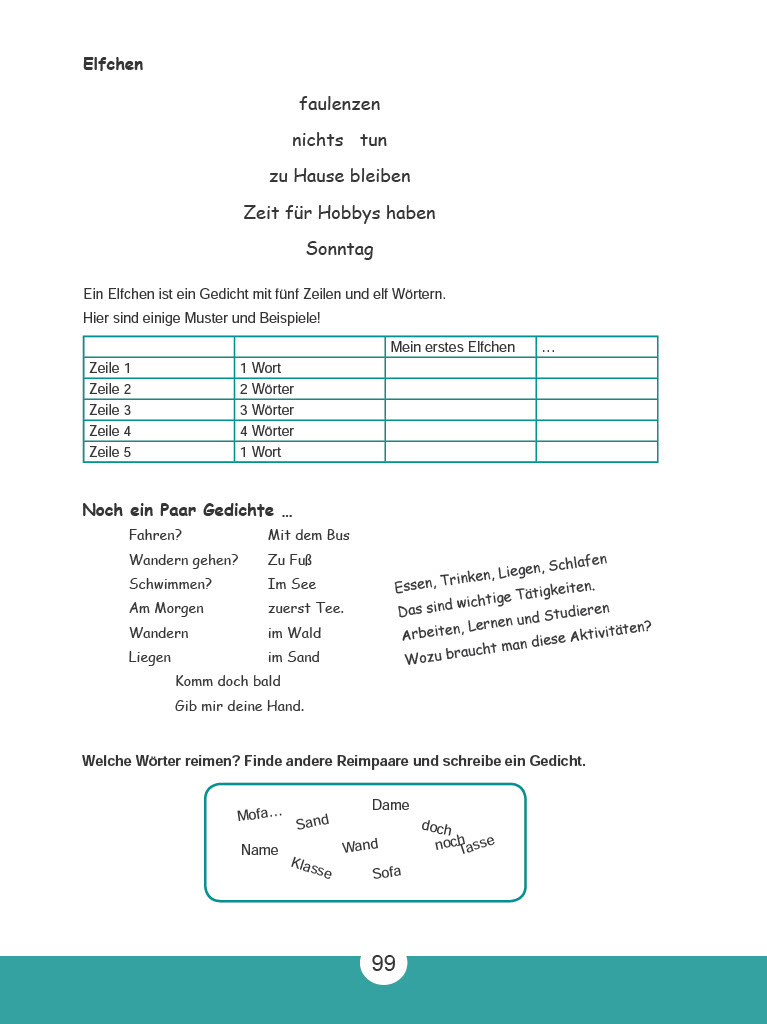 Elfchen
faulenzen
nichts tun
zu Hause bleiben
Zeit für Hobbys haben
Sonntag
Ein Elfchen ist ein Gedicht mit fünf Zeilen und elf Wörtern.
Hier sind einige Muster und Beispiele!
Mein erstes Elfchen …
Zeile 1 1 Wort
Zeile 2 2 Wörter
Zeile 3 3 Wörter
Zeile 4 4 Wörter
Zeile 5 1 Wort
Noch ein Paar Gedichte …
Fahren? Mit dem Bus
Wandern gehen? Zu Fuß
Schwimmen? Im See
Am Morgen zuerst Tee.
Wandern im Wald
Liegen im Sand
Komm doch bald
Gib mir deine Hand.
Essen, Trinken, Liegen, Schlafen
Das sind wichtige Tätigkeiten.
Arbeiten, Lernen und Studieren
Wozu braucht man diese Aktivitäten?
Welche Wörter reimen? Finde andere Reimpaare und schreibe ein Gedicht.
Mofa…
Sand
Dame
doch
Name
Wand
noch
Tasse
Klasse
Sofa
99